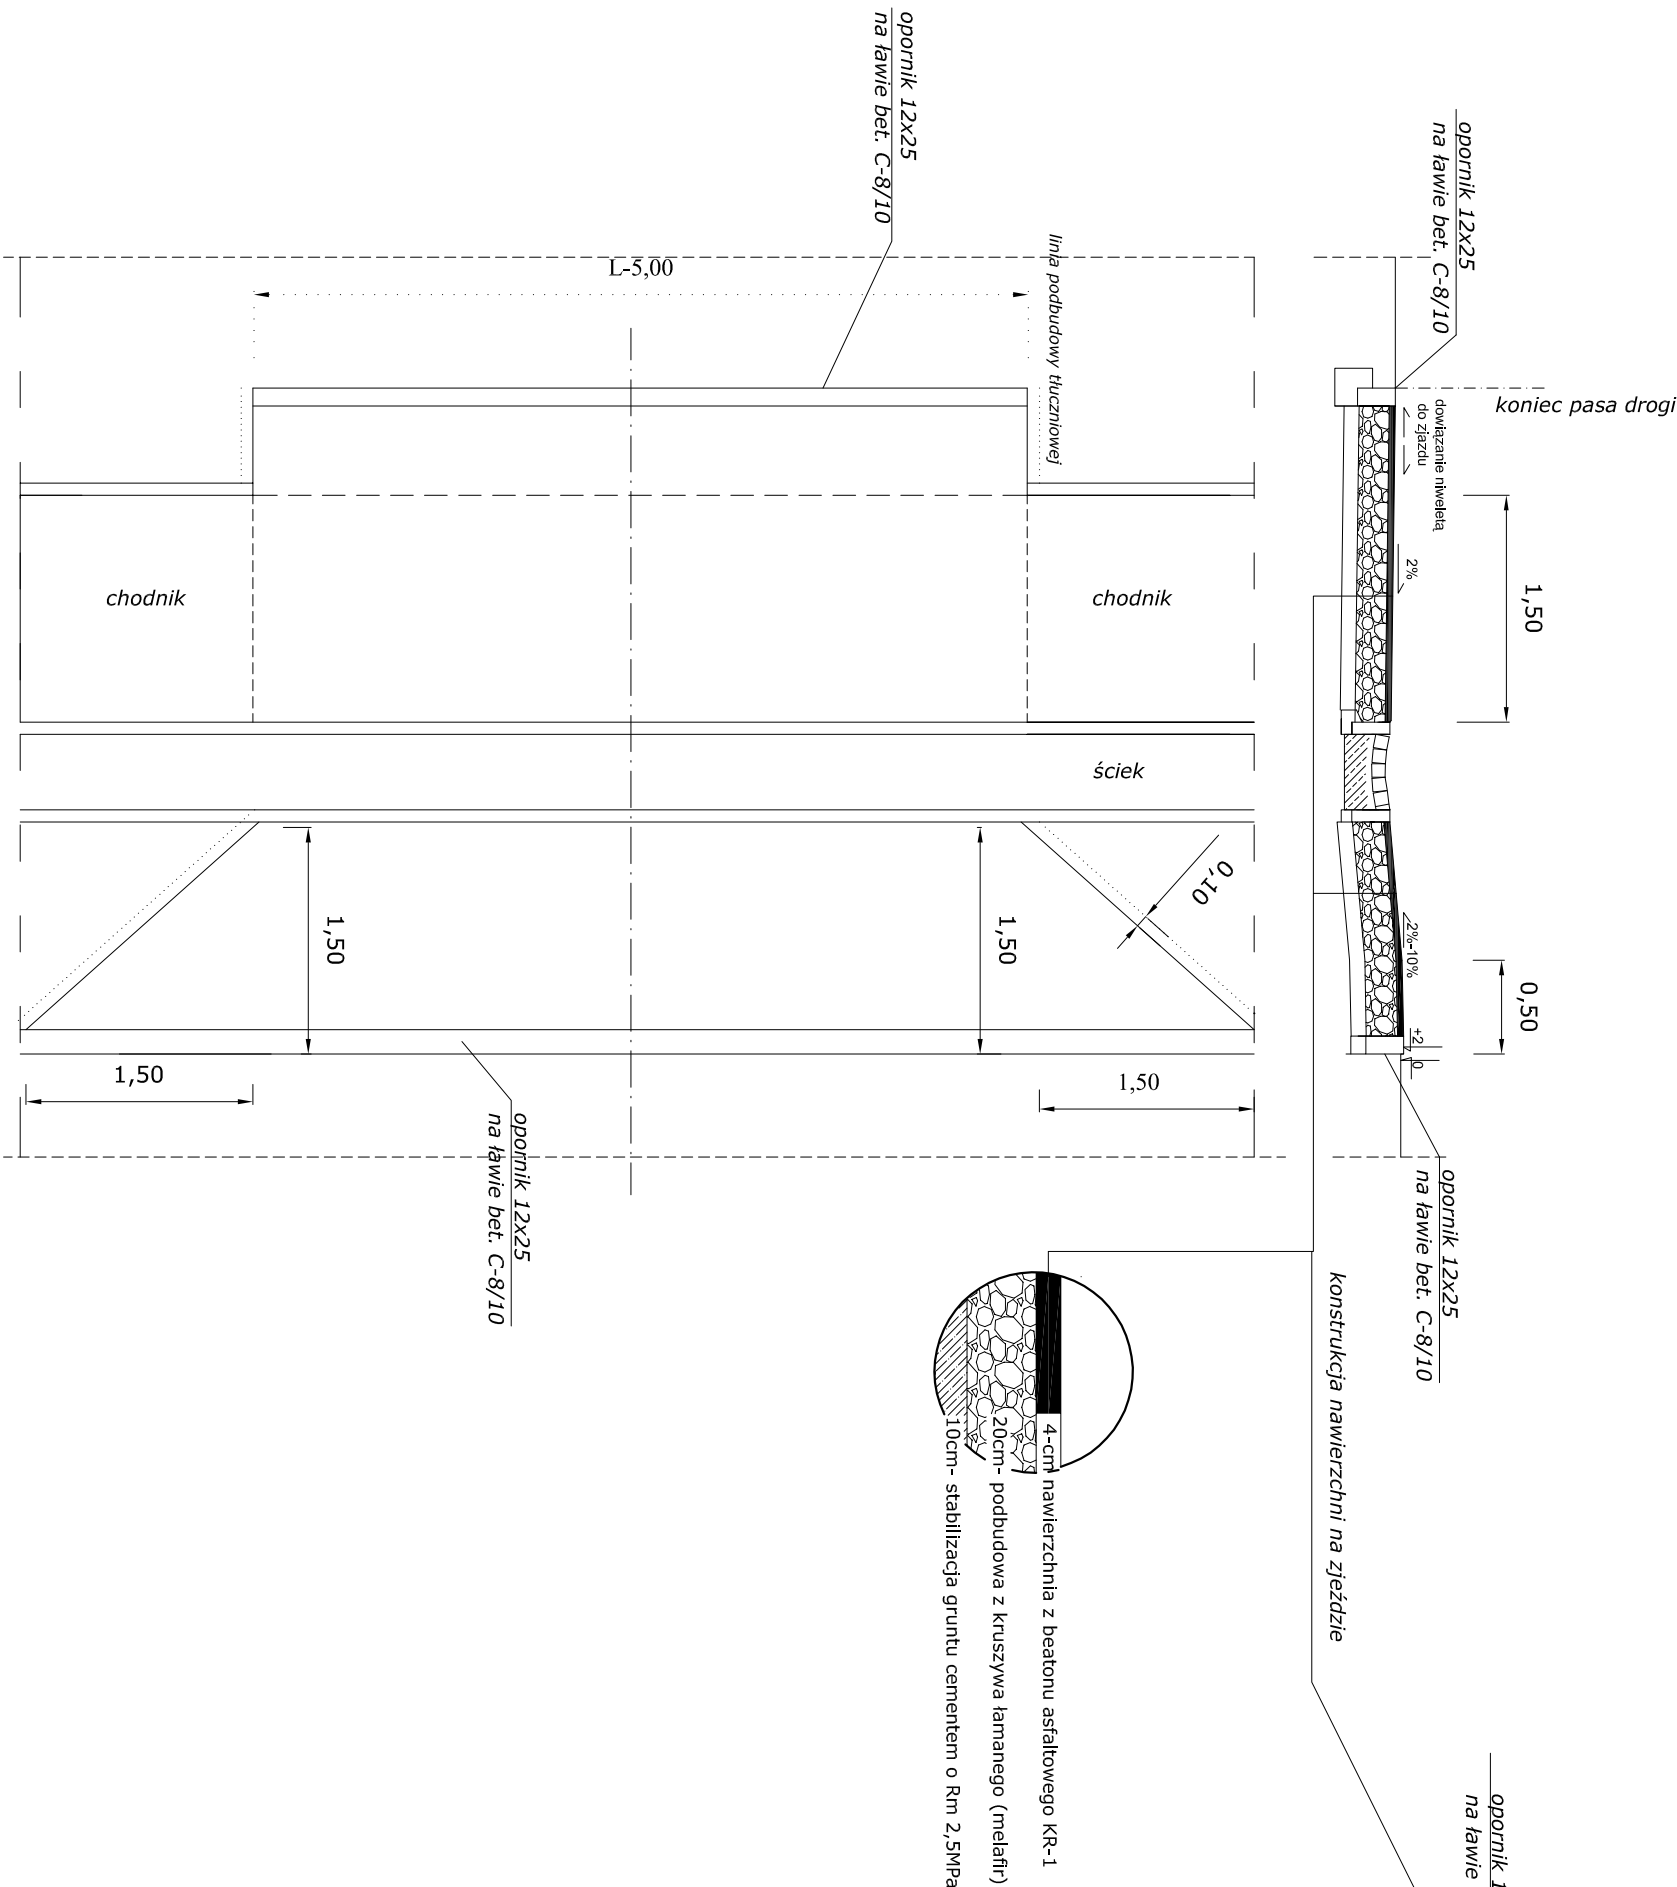 opornik 12x25
na ławie bet. C-8/10
opornik 12x25
na ławie bet. C-8/10
koniec pasa drogi
dowiązanie niweletą
do zjazdu
2%
1,50
linia podbudowy tłuczniowej
L-5,00
chodnik
chodnik
ściek
0,10
1,50
1,50
2%-10%
0,50
+2
0
1,50
1,50
opornik 12x25
na ławie bet. C-8/10
opornik 12x25
na ławie bet. C-8/10
konstrukcja nawierzchni na zjeździe
4-cm nawierzchnia z beatonu asfaltowego KR-1
20cm- podbudowa z kruszywa łamanego (melafir)
10cm- stabilizacja gruntu cementem o Rm 2,5MPa
opornik 1
na ławie